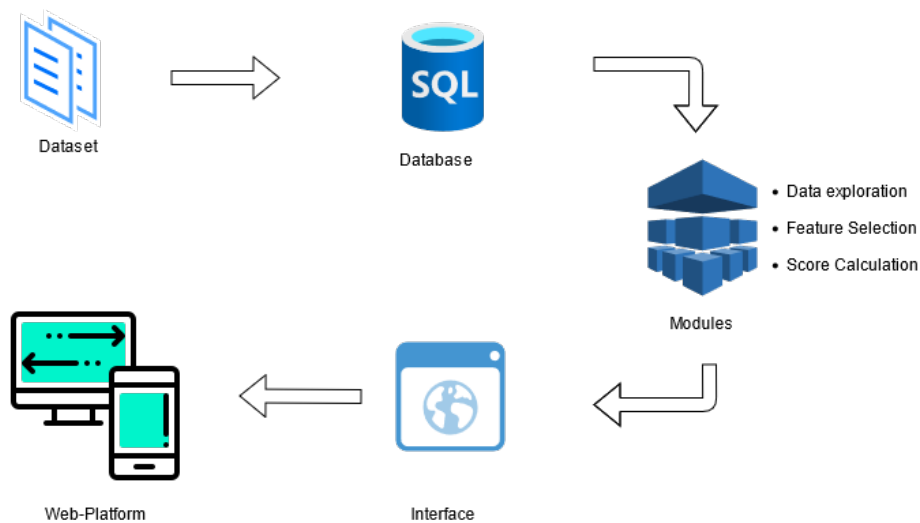 Dataset
SQL
Database
• Data exploration
• Feature Selection
• Score Calculation
Modules
Interface
Web-Platform